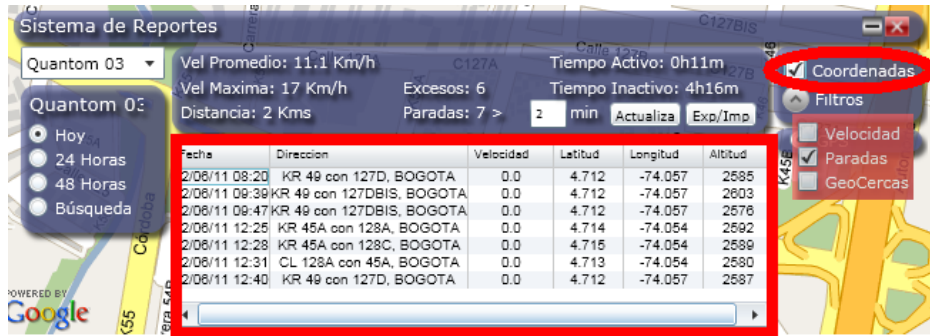 Sistema de Reportes
C127BIS
Quantom 03
Vel Promedio: 11.1 Km/h
Tiempo Activo: 0h11m
Vel Maxima: 17 Km/h
Excesos: 6
Tiempo Inactivo: 4h16m
Distancia: 2 Kms
Paradas: 7 >
2
min
Actualiza
Exp/Imp
Calle 127B
C127A
Coordenadas
Filtros
Velocidad
Paradas
GeoCercas
K45B
Quantom 03
Hoy
24 Horas
48 Horas
Búsqueda
Fecha Direccion Velocidad Latitud Longitud Altitud
2/06/11 08:20 KR 49 con 127D, BOGOTA 0.0 4.712 -74.057 2585
2/06/11 09:39 KR 49 con 127DBIS, BOGOTA 0.0 4.712 -74.057 2603
2/06/11 09:47 KR 49 con 127DBIS, BOGOTA 0.0 4.712 -74.057 2576
2/06/11 12:25 KR 45A con 128A, BOGOTA 0.0 4.714 -74.054 2592
2/06/11 12:28 KR 45A con 128C, BOGOTA 0.0 4.715 -74.054 2589
2/06/11 12:31 CL 128A con 45A, BOGOTA 0.0 4.713 -74.054 2580
2/06/11 12:40 KR 49 con 127D, BOGOTA 0.0 4.712 -74.057 2587
Córdoba
POWERED BY
Google
K55